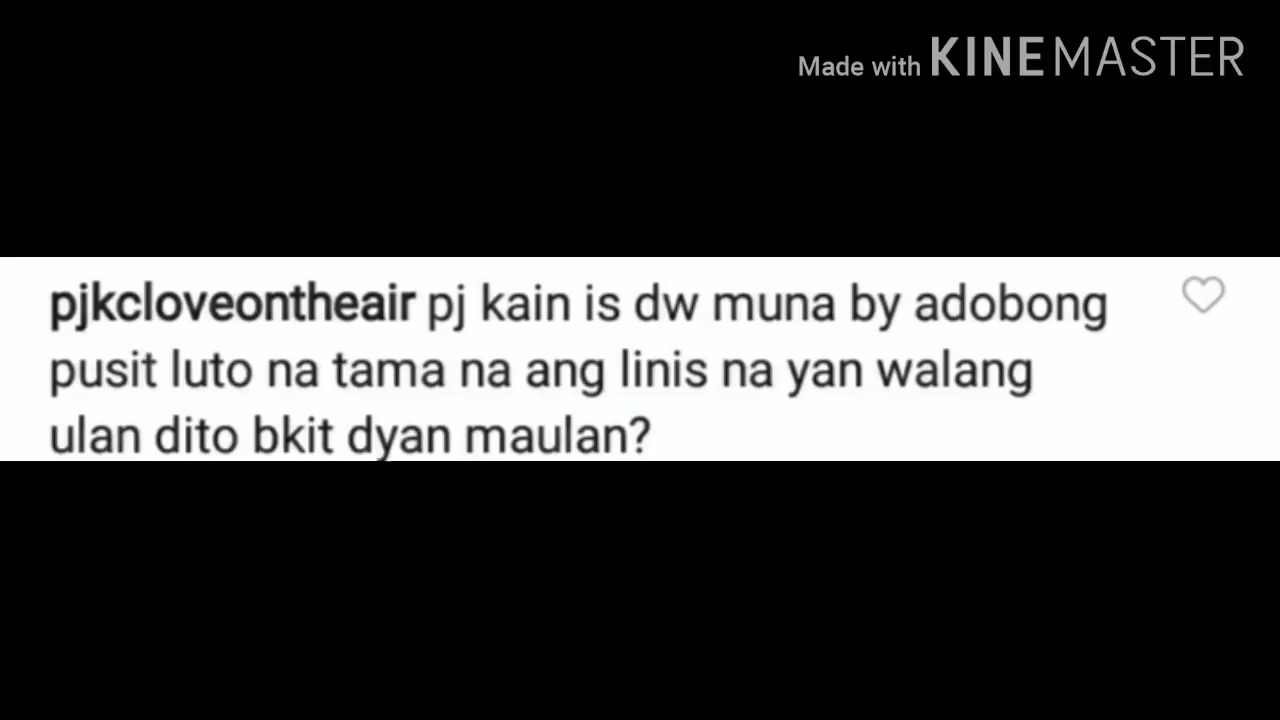 Made with KINEMASTER
pjkcloveontheair pj kain is dw muna by adobong
pusit luto na tama na ang linis na yan walang
ulan dito bkit dyan maulan?